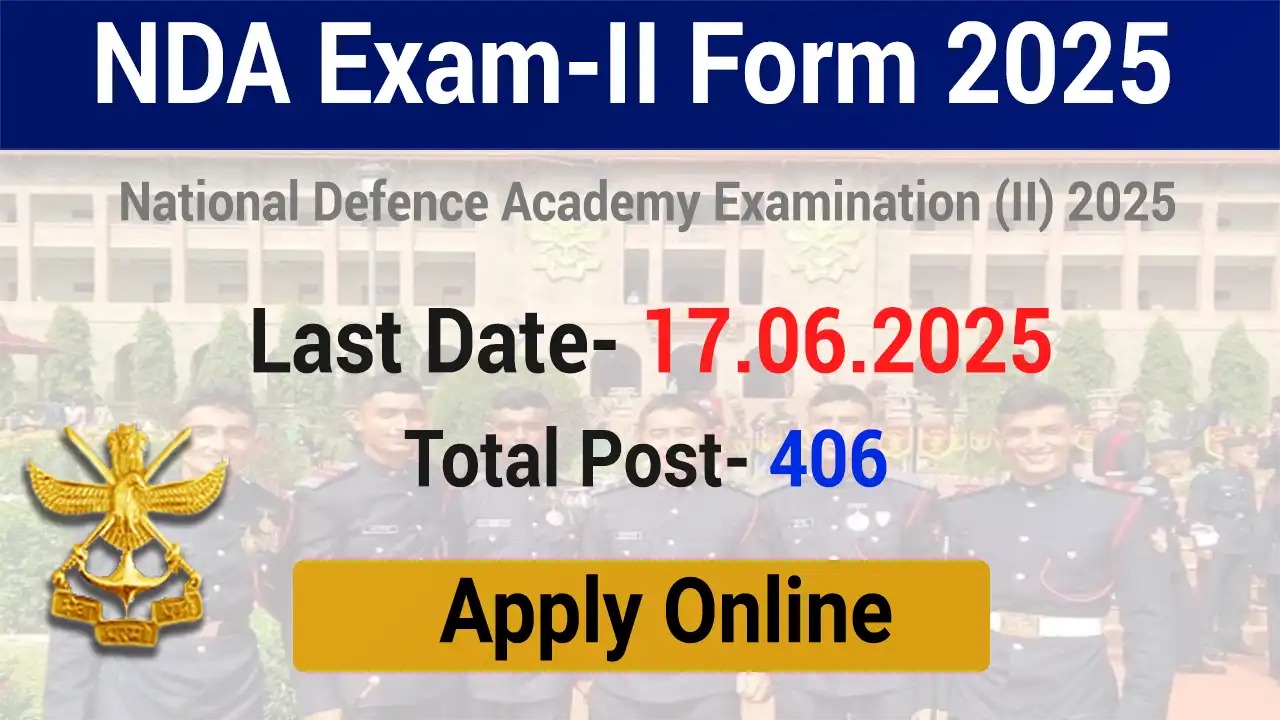 NDA Exam-II Form 2025
National Defence Academy Examination (II) 2025
Last Date- 17.06.2025
Total Post- 406
Apply Online